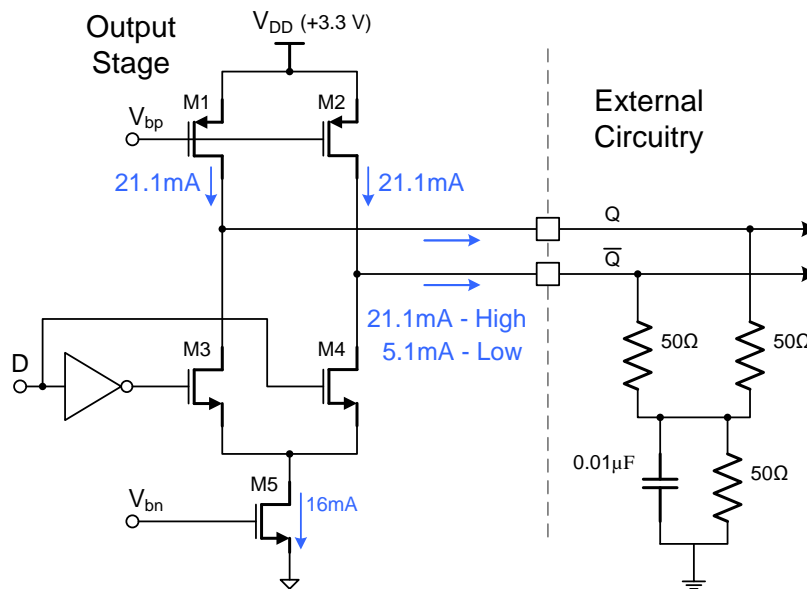 Output
Stage
V_DD (+3.3 V)
External
Circuitry
M1
M2
V_bp
21.1mA
21.1mA
Q
Q̅
21.1mA - High
5.1mA - Low
50Ω
50Ω
D
M3
M4
0.01µF
50Ω
M5
V_bn
16mA